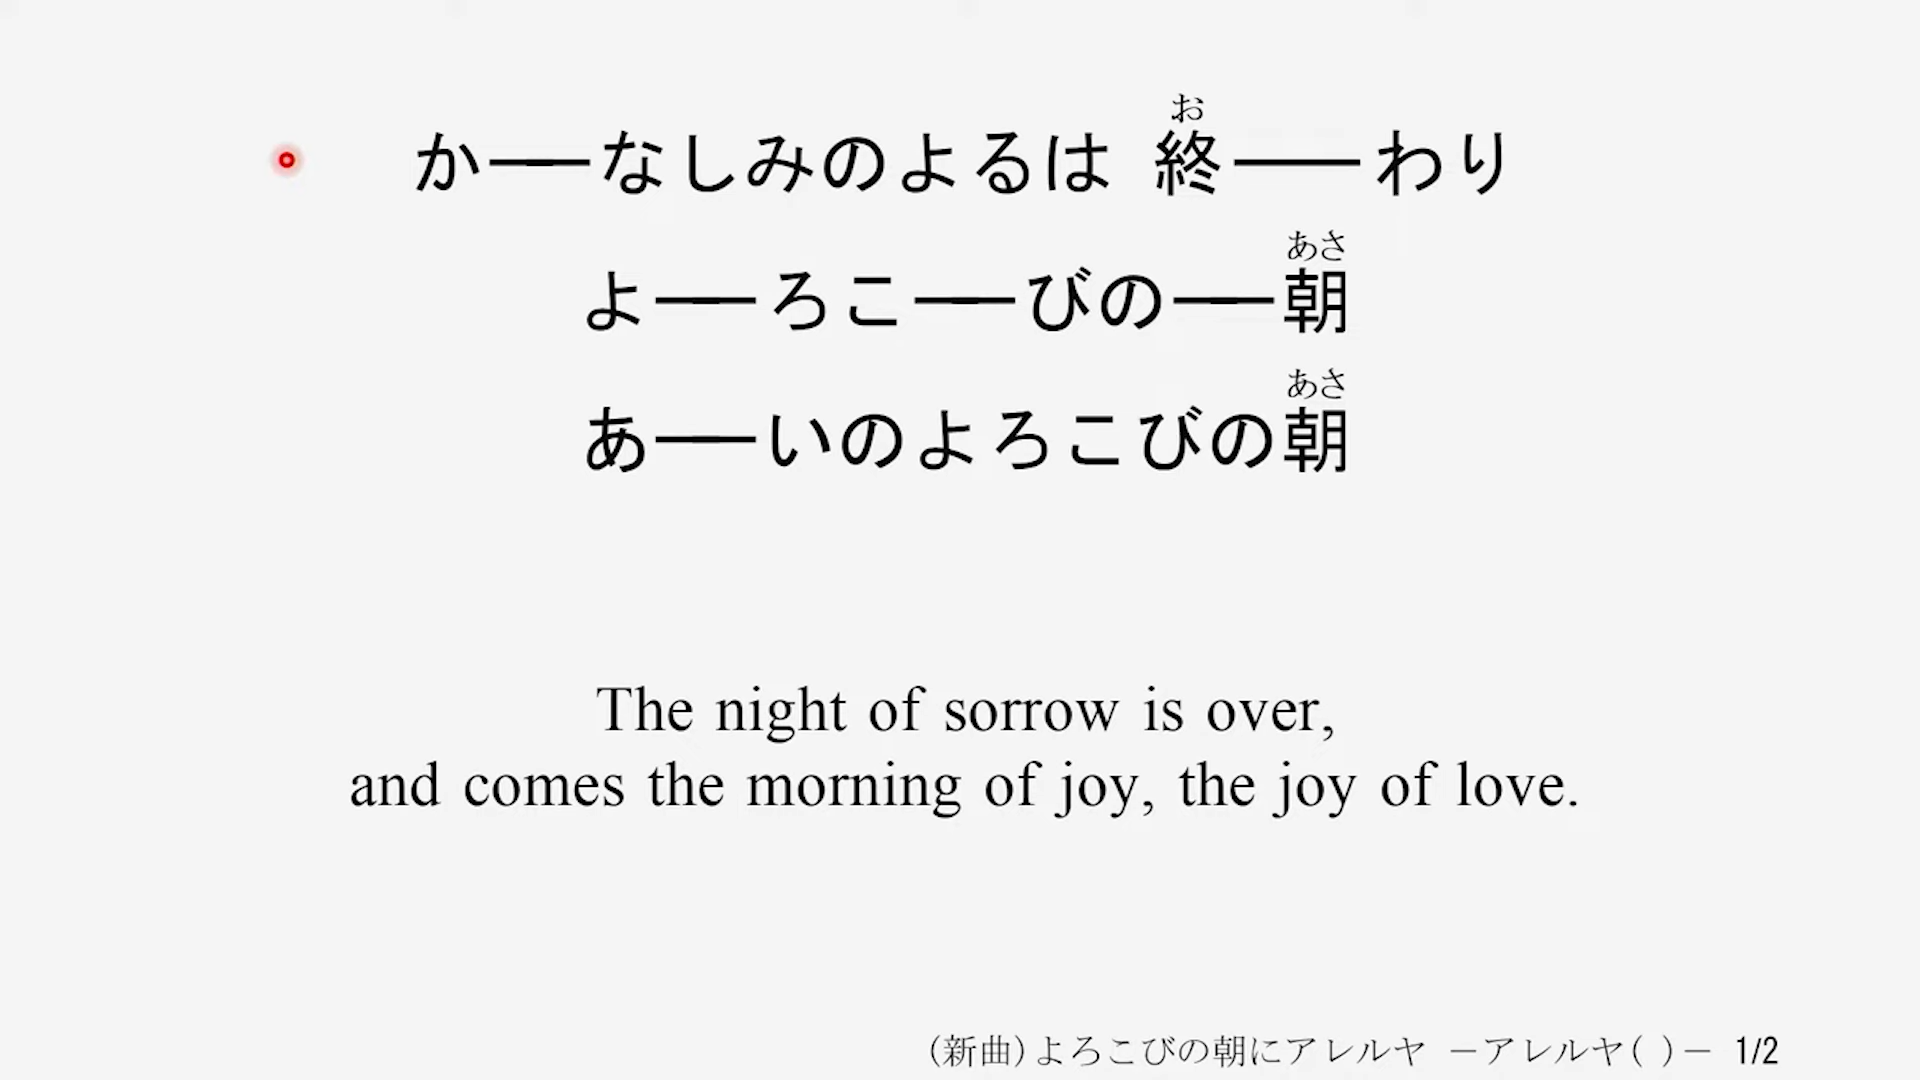 お
か――なしみのよるは 終―――わり
あさ
よ――ろこ――びの――朝
あさ
あ――いのよろこびの朝
The night of sorrow is over,
and comes the morning of joy, the joy of love.
(新曲)よろこびの朝にアレルヤ －アレルヤ( )－ 1/2